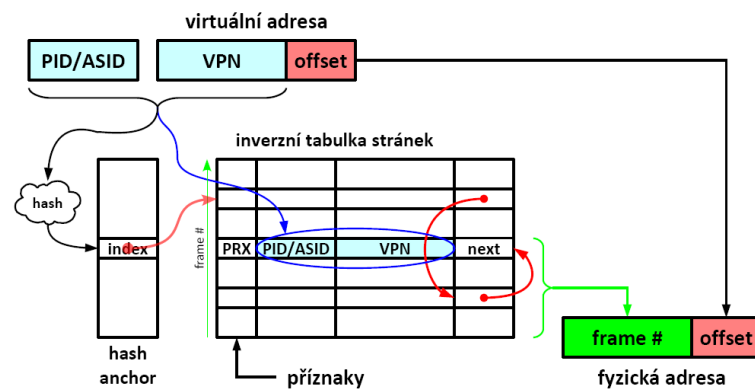 virtuální adresa
PID/ASID
VPN
offset
inverzní tabulka stránek
hash
frame #
index
PRX
PID/ASID
VPN
next
frame #
offset
hash
anchor
příznaky
fyzická adresa